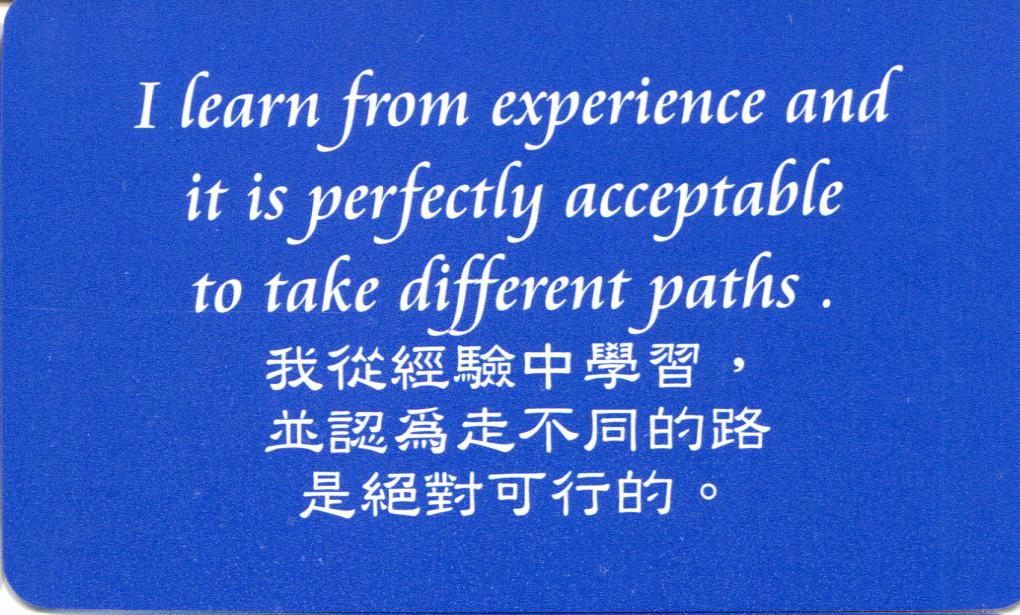 I learn from experience and
it is perfectly acceptable
to take different paths .
我從經驗中學習，
並認爲走不同的路
是絕對可行的。